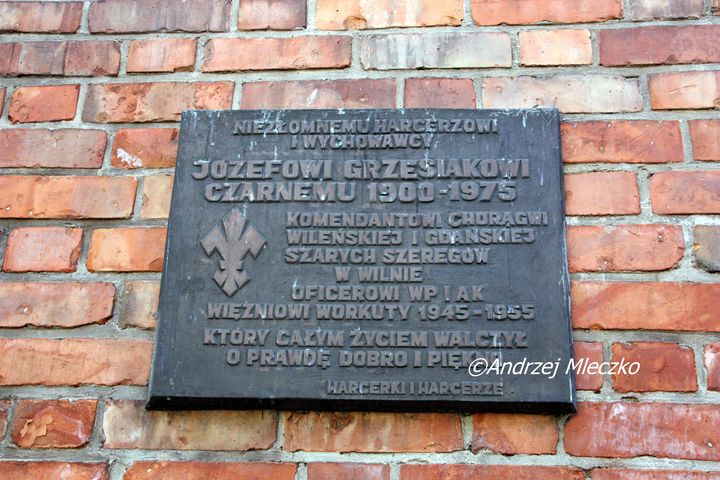 NIEZŁOMNEMU HARCERZOWI
I WYCHOWAWCY
JÓZEFOWI GRZESIAKOWI
CZARNEMU 1900-1975
KOMENDANTOWI CHORĄGWI
WILEŃSKIEJ I GDAŃSKIEJ
SZARYCH SZEREGÓW
W WILNIE
OFICEROWI WP I AK
WIĘŹNIOWI WORKUTY 1945-1955
KTÓRY CAŁYM ŻYCIEM WALCZYŁ
O PRAWDĘ DOBRO I
©Andrzej Mleczko
HARCERKI I HARCERZE